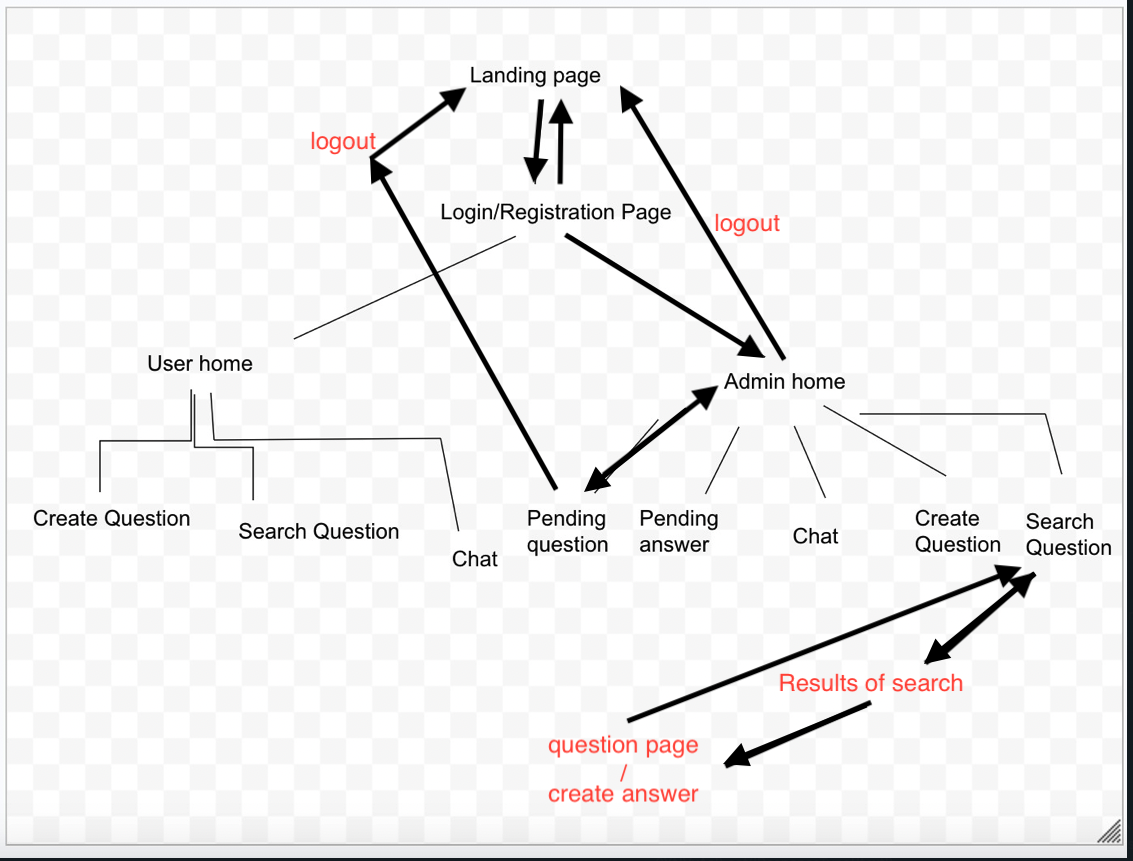 Landing page
logout
Login/Registration Page
logout
User home
Admin home
Create Question
Search Question
Chat
Pending
question
Pending
answer
Chat
Create
Question
Search
Question
Results of search
question page
/
create answer